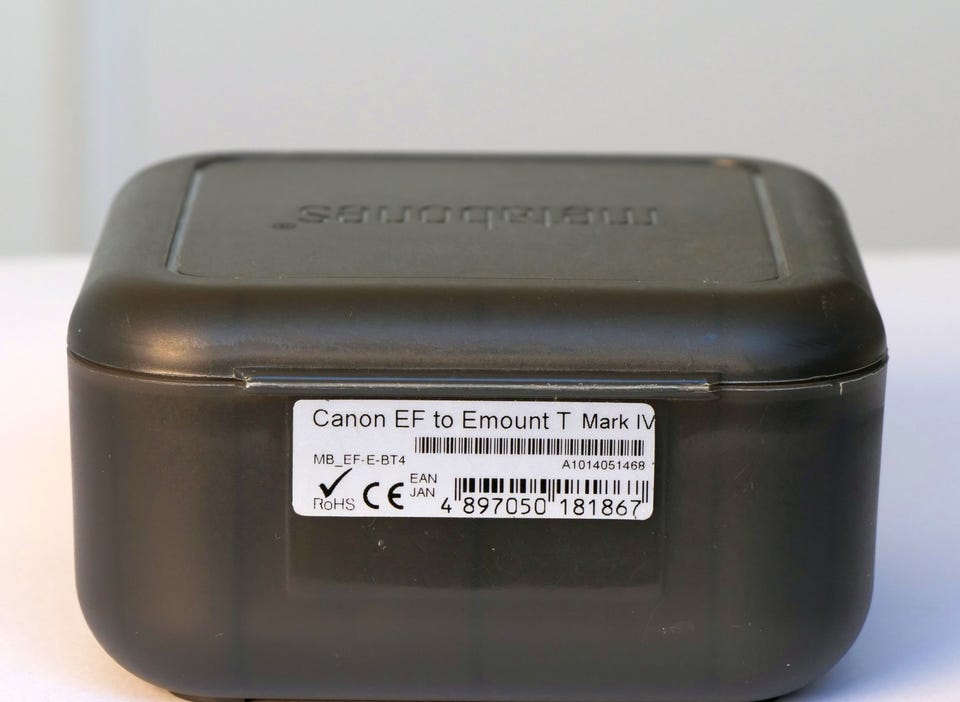 metabones®
Canon EF to Emount T Mark IV
MB_EF-E-BT4
A1014051468
RoHS
CE
EAN
JAN
4 897050 181867